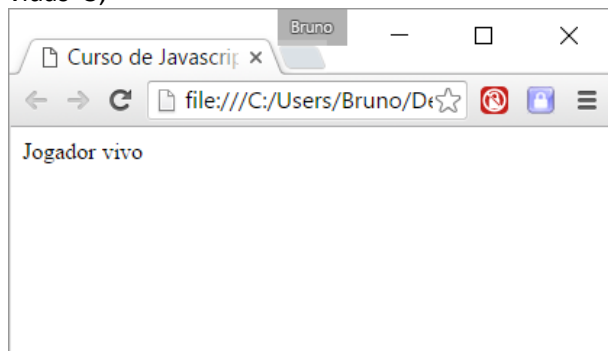 Bruno
Curso de Javascrip
file:///C:/Users/Bruno/De
Jogador vivo